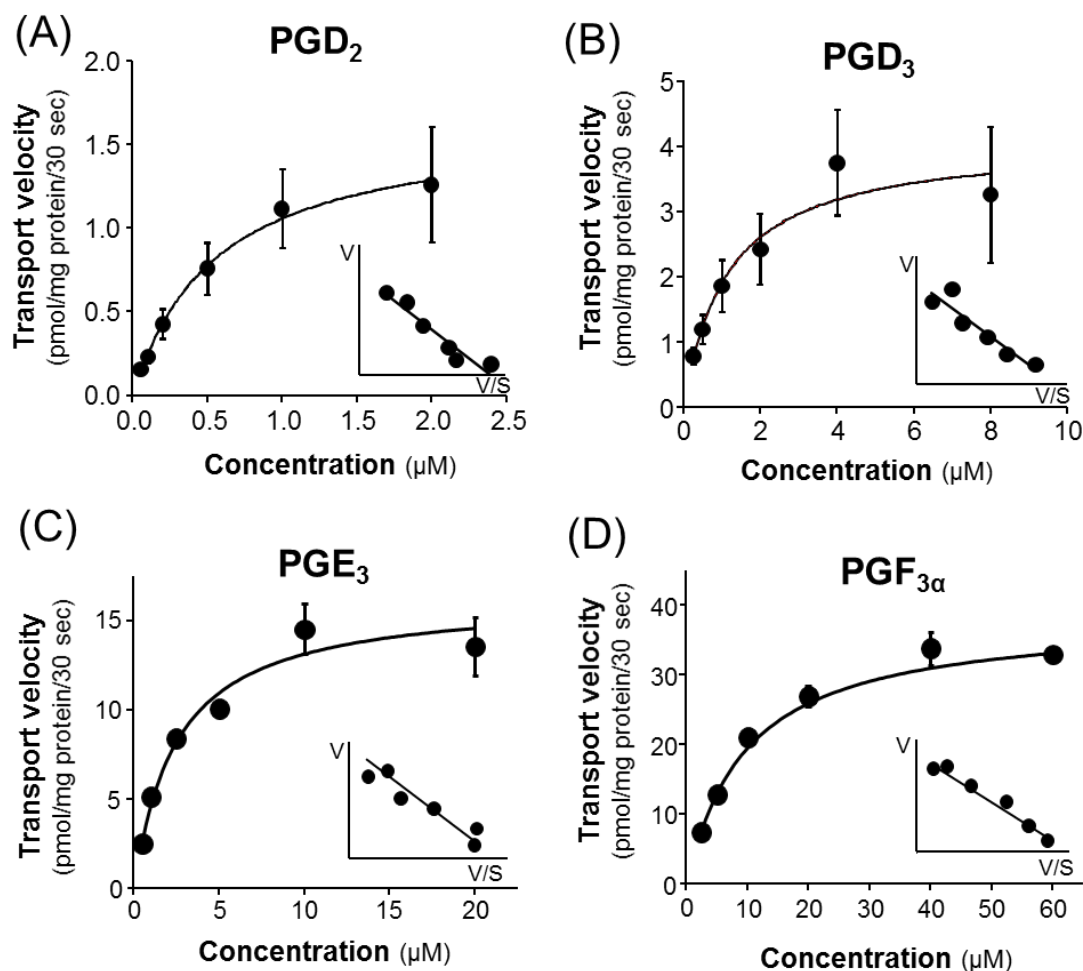 (A)
PGD₂
Transport velocity
(pmol/mg protein/30 sec)
2.0
1.5
1.0
0.5
0.0
V
V/S
0.0 0.5 1.0 1.5 2.0 2.5
Concentration (µM)
(B)
PGD₃
Transport velocity
(pmol/mg protein/30 sec)
5
4
3
2
1
0
V
V/S
0 2 4 6 8 10
Concentration (µM)
(C)
PGE₃
Transport velocity
(pmol/mg protein/30 sec)
15
10
5
0
V
V/S
0 5 10 15 20
Concentration (µM)
(D)
PGF₃α
Transport velocity
(pmol/mg protein/30 sec)
40
30
20
10
0
V
V/S
0 10 20 30 40 50 60
Concentration (µM)